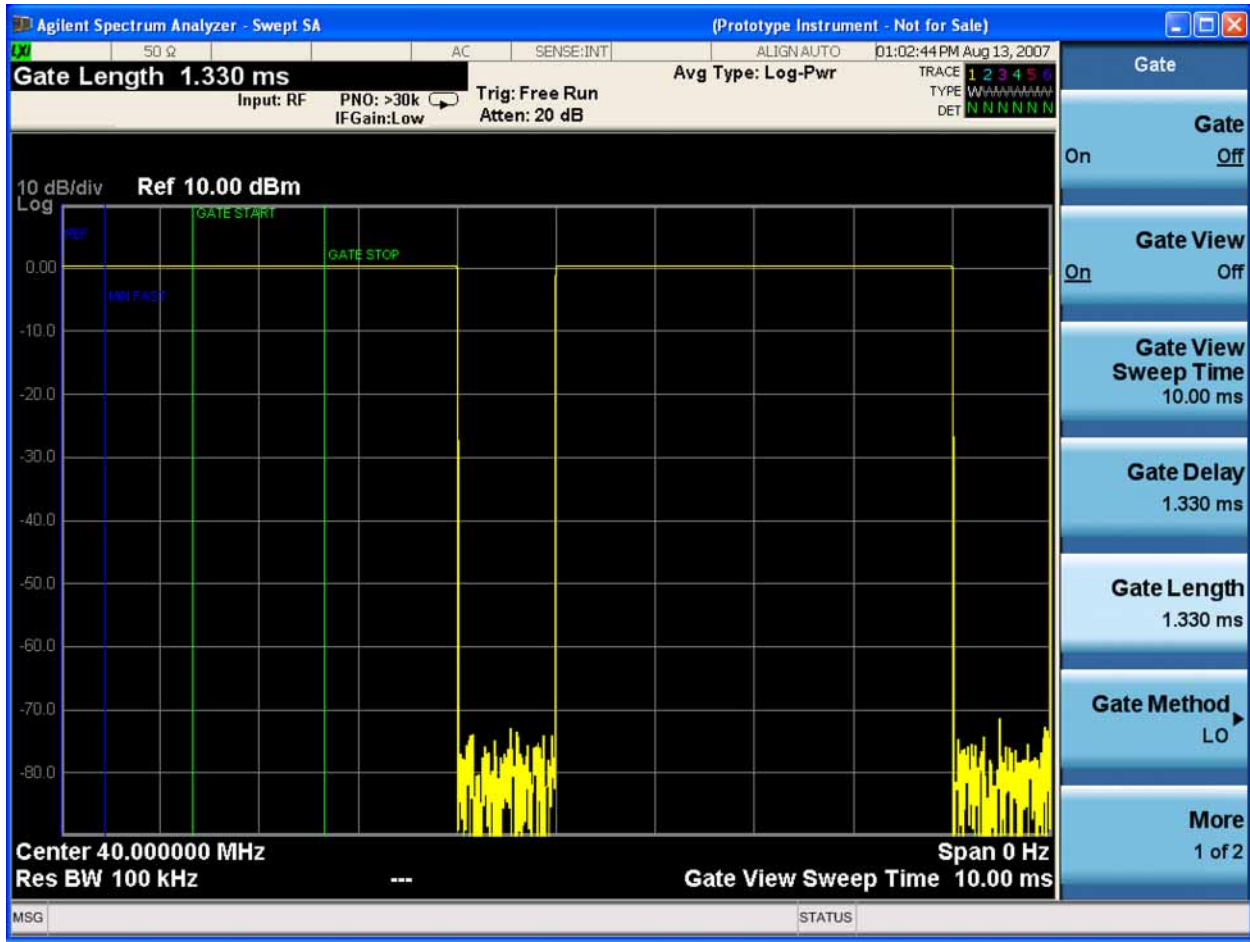 Agilent Spectrum Analyzer - Swept SA (Prototype Instrument - Not for Sale)
LXI 50 Ω AC SENSE:INT ALIGN AUTO 01:02:44 PM Aug 13, 2007
Gate Length 1.330 ms
Input: RF PNO: >30k Trig: Free Run Avg Type: Log-Pwr TRACE 1 2 3 4 5 6
IFGain:Low Atten: 20 dB TYPE
DET N N N N N N
10 dB/div Ref 10.00 dBm
Log
GATE START
GATE STOP
0.00
MIN FAST
-10.0
-20.0
-30.0
-40.0
-50.0
-60.0
-70.0
-80.0
Center 40.000000 MHz Span 0 Hz
Res BW 100 kHz --- Gate View Sweep Time 10.00 ms
MSG STATUS
Gate
Gate
On Off
Gate View
On Off
Gate View
Sweep Time
10.00 ms
Gate Delay
1.330 ms
Gate Length
1.330 ms
Gate Method
LO
More
1 of 2